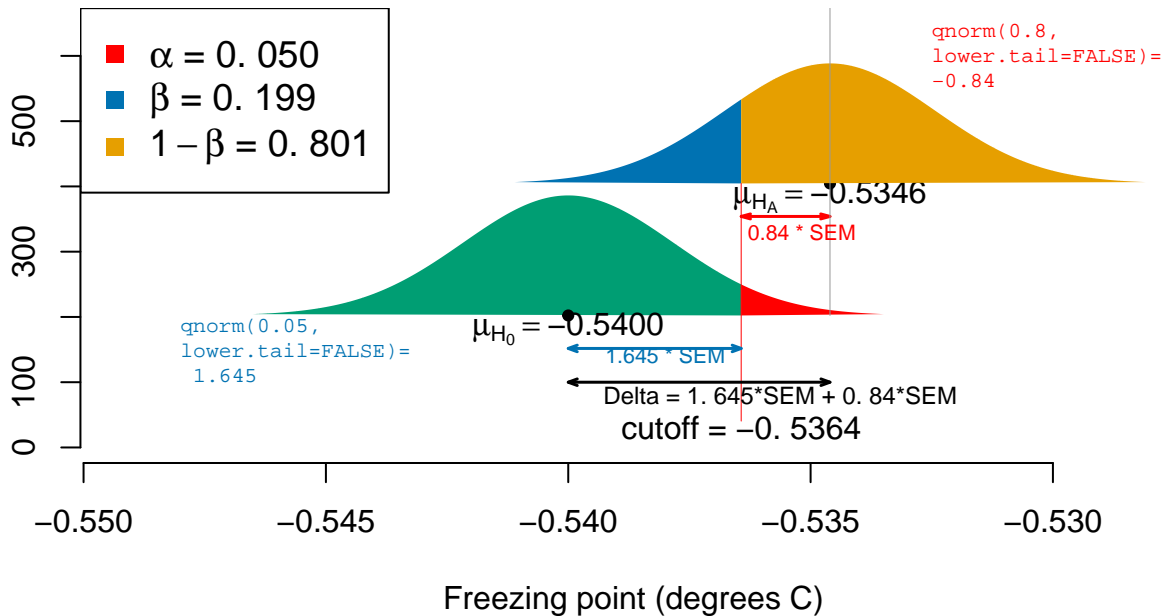 α = 0. 050
β = 0. 199
1 − β = 0. 801
qnorm(0.8,
lower.tail=FALSE)=
−0.84
μHA = −0.5346
0.84 * SEM
μH0 = −0.5400
qnorm(0.05,
lower.tail=FALSE)=
1.645
1.645 * SEM
Delta = 1. 645*SEM + 0. 84*SEM
cutoff = −0. 5364
0
100
300
500
−0.550
−0.545
−0.540
−0.535
−0.530
Freezing point (degrees C)